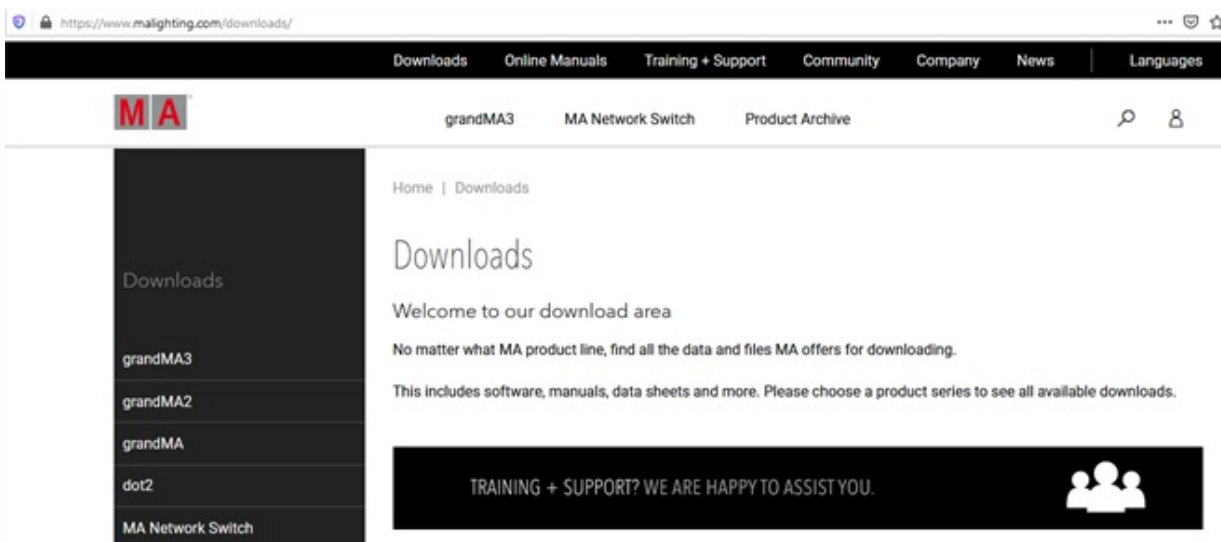 https://www.malighting.com/downloads/
Downloads Online Manuals Training + Support Community Company News Languages
MA
grandMA3 MA Network Switch Product Archive
Home | Downloads
Downloads
Welcome to our download area
No matter what MA product line, find all the data and files MA offers for downloading.
This includes software, manuals, data sheets and more. Please choose a product series to see all available downloads.
TRAINING + SUPPORT? WE ARE HAPPY TO ASSIST YOU.
Downloads
grandMA3
grandMA2
grandMA
dot2
MA Network Switch